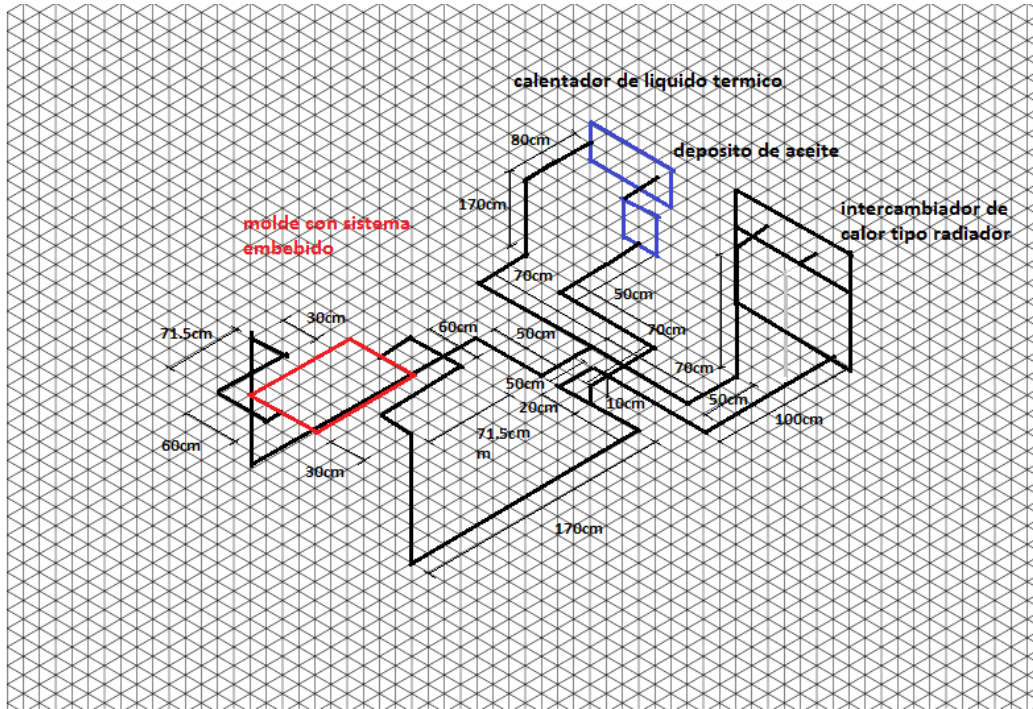 calentador de liquido termico
80cm
deposito de aceite
170cm
intercambiador de
calor tipo radiador
molde con sistema
embebido
70cm
50cm
30cm
60cm
71.5cm
50cm
70cm
70cm
50cm
50cm
20cm
10cm
100cm
60cm
71.5cm
m
30cm
170cm